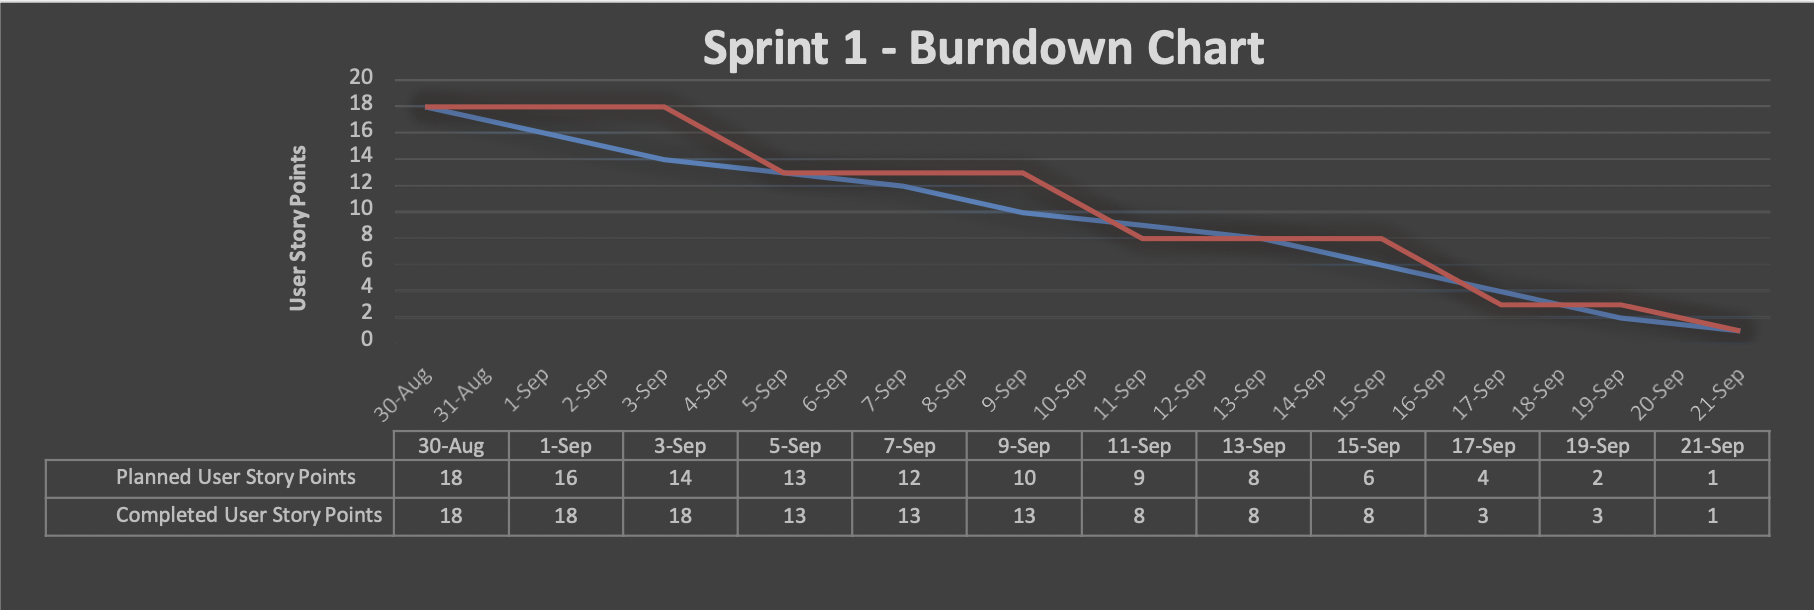 Sprint 1 - Burndown Chart
20
18
16
14
12
10
8
6
4
2
0
User Story Points
30-Aug 31-Aug 1-Sep 2-Sep 3-Sep 4-Sep 5-Sep 6-Sep 7-Sep 8-Sep 9-Sep 10-Sep 11-Sep 12-Sep 13-Sep 14-Sep 15-Sep 16-Sep 17-Sep 18-Sep 19-Sep 20-Sep 21-Sep
30-Aug 1-Sep 3-Sep 5-Sep 7-Sep 9-Sep 11-Sep 13-Sep 15-Sep 17-Sep 19-Sep 21-Sep
Planned User Story Points 18 16 14 13 12 10 9 8 6 4 2 1
Completed User Story Points 18 18 18 13 13 13 8 8 8 3 3 1